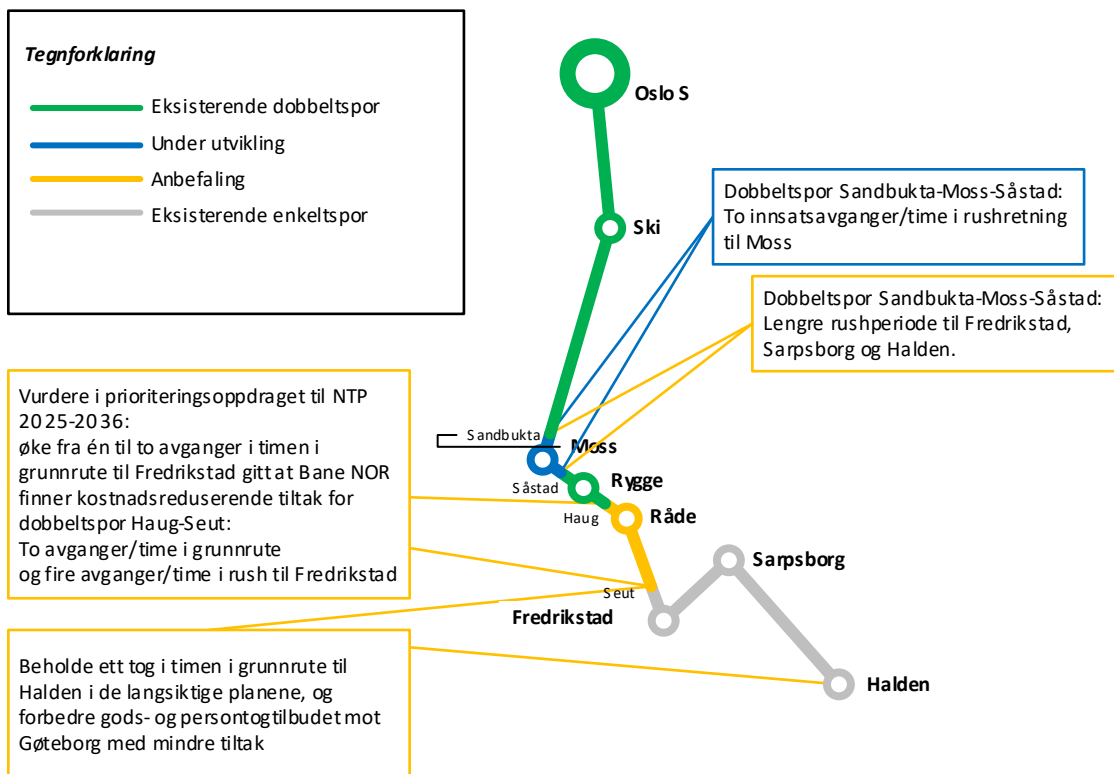 Tegnforklaring
Eksisterende dobbeltspor
Under utvikling
Anbefaling
Eksisterende enkeltspor
Oslo S
Ski
Dobbeltspor Sandbukta-Moss-Såstad:
To innsatsavganger/time i rushretning
til Moss
Dobbeltspor Sandbukta-Moss-Såstad:
Lengre rushperiode til Fredrikstad,
Sarpsborg og Halden.
Vurdere i prioriteringsoppdraget til NTP
2025-2036:
øke fra én til to avganger i timen i
grunnrute til Fredrikstad gitt at Bane NOR
finner kostnadsreduserende tiltak for
dobbeltspor Haug-Seut:
To avganger/time i grunnrute
og fire avganger/time i rush til Fredrikstad
Sandbukta
Moss
Såstad
Rygge
Haug
Råde
Seut
Sarpsborg
Fredrikstad
Halden
Beholde ett tog i timen i grunnrute til
Halden i de langsiktige planene, og
forbedre gods- og persontogtilbudet mot
Gøteborg med mindre tiltak